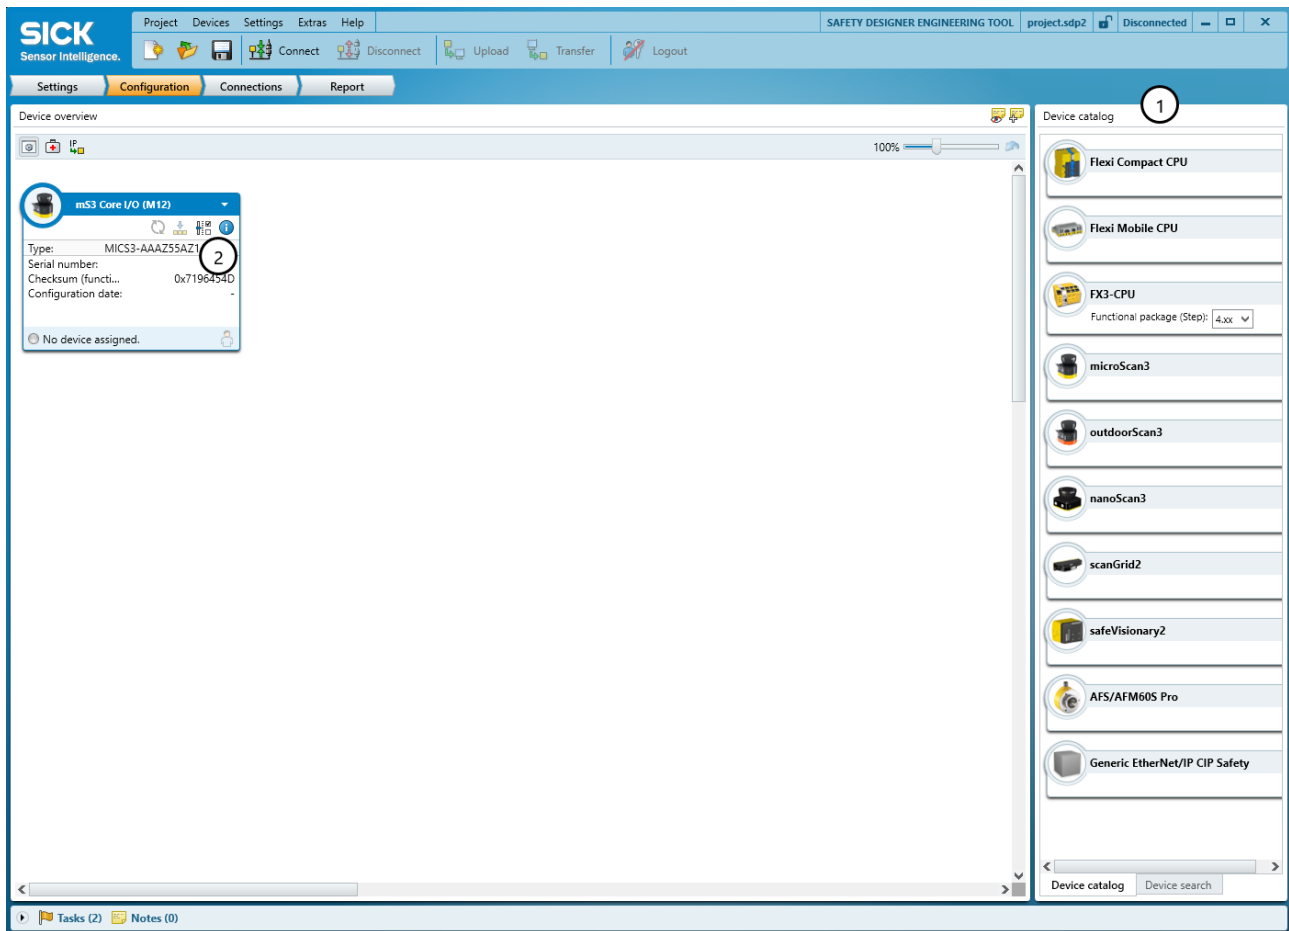 SICK
Sensor Intelligence.
Project Devices Settings Extras Help
SAFETY DESIGNER ENGINEERING TOOL project.sdp2 Disconnected
Connect Disconnect Upload Transfer Logout
Settings Configuration Connections Report
Device overview
100%
IP
mS3 Core I/O (M12)
Type: MICS3-AAAZ55AZ1
2
Serial number:
Checksum (functi... 0x7196454D
Configuration date: -
No device assigned.
Device catalog
1
Flexi Compact CPU
Flexi Mobile CPU
FX3-CPU
Functional package (Step): 4.xx
microScan3
outdoorScan3
nanoScan3
scanGrid2
safeVisionary2
AFS/AFM60S Pro
Generic EtherNet/IP CIP Safety
Device catalog Device search
Tasks (2) Notes (0)